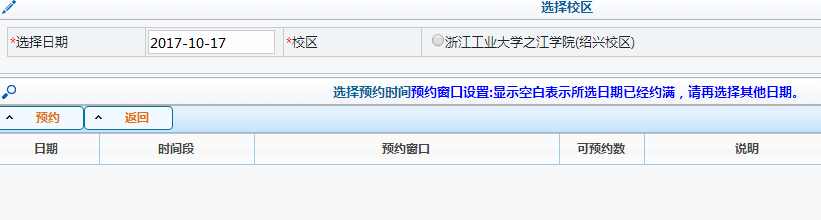 选择校区
*选择日期 2017-10-17 *校区 浙江工业大学之江学院(绍兴校区)
选择预约时间预约窗口设置:显示空白表示所选日期已经约满，请再选择其他日期。
预约 返回
日期 时间段 预约窗口 可预约数 说明